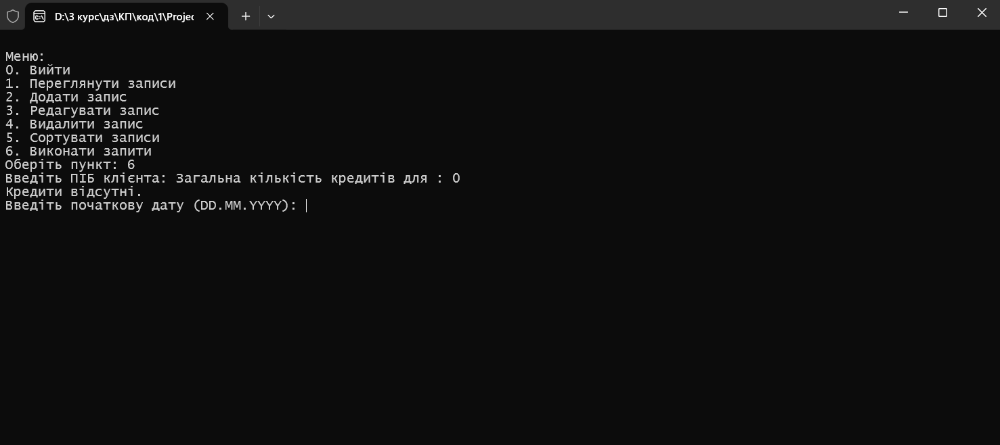 D:\3 курс\дз\КП\код\1\Projec
Меню:
0. Вийти
1. Переглянути записи
2. Додати запис
3. Редагувати запис
4. Видалити запис
5. Сортувати записи
6. Виконати запити
Оберіть пункт: 6
Введіть ПІБ клієнта: Загальна кількість кредитів для : 0
Кредити відсутні.
Введіть початкову дату (DD.MM.YYYY):